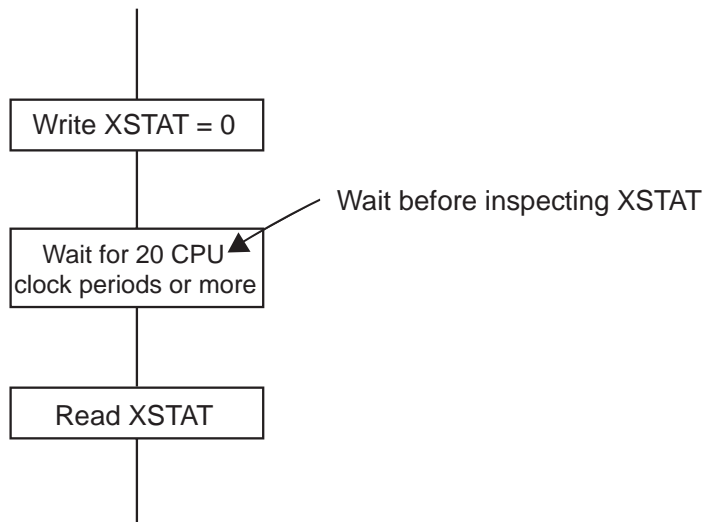 Write XSTAT = 0
Wait before inspecting XSTAT
Wait for 20 CPU
clock periods or more
Read XSTAT